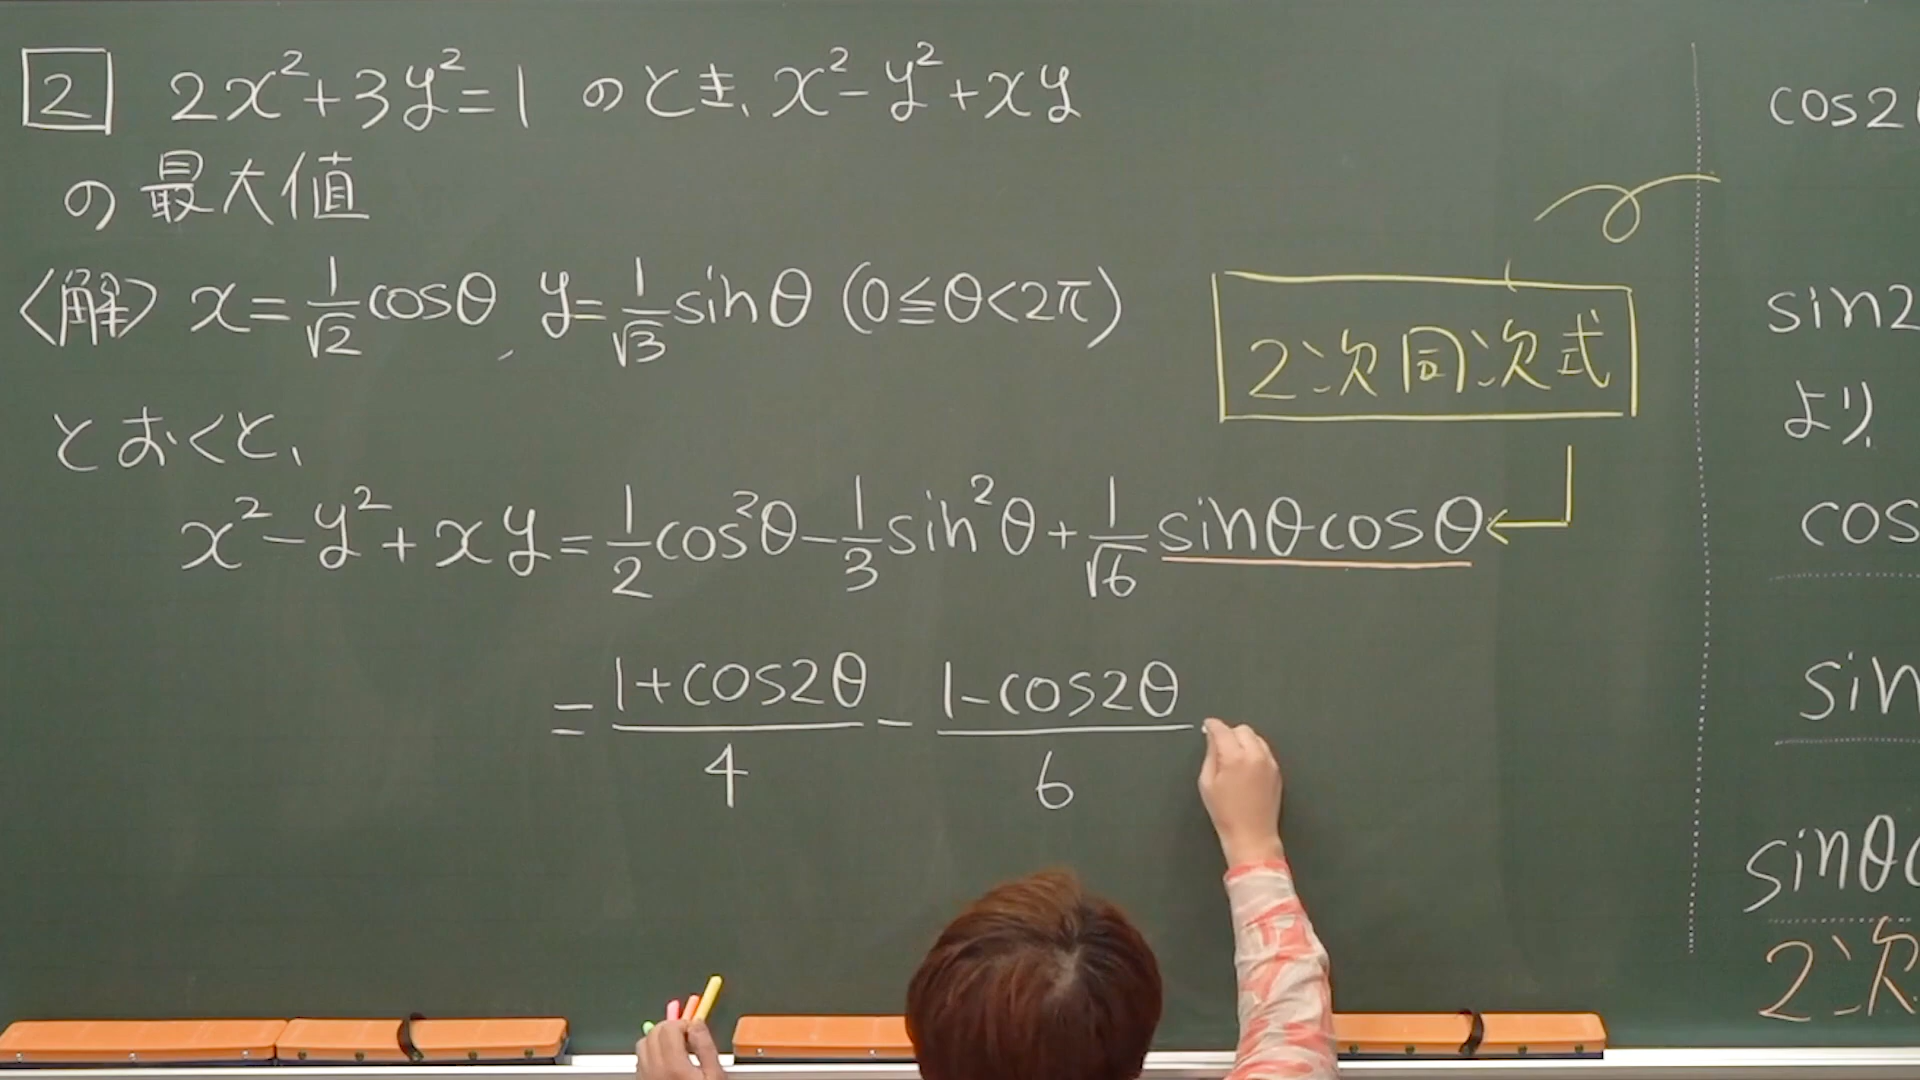 2 2x²+3y²=1 のとき、x²-y²+xy
の最大値
〈解〉 x=1/√2 cosθ, y=1/√3 sinθ (0≦θ<2π)
とおくと、
x²-y²+xy=1/2 cos²θ-1/3 sin²θ+1/√6 sinθcosθ
=(1+cos2θ)/4-(1-cos2θ)/6
2次同次式
cos2
sin2
より、
cos
sin
sinθc
2次